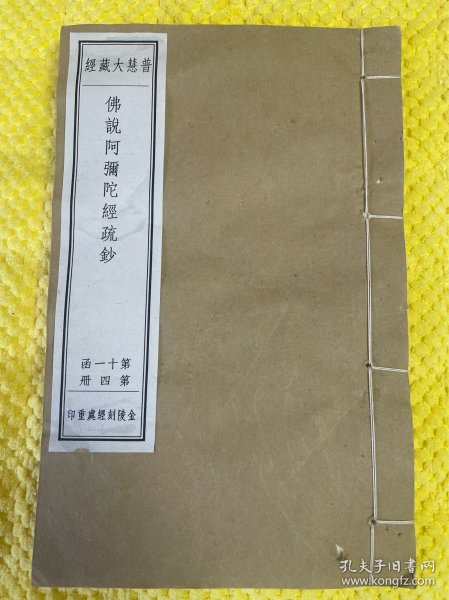 普慧大藏經
佛說阿彌陀經疏鈔
第十一函
第四冊
金陵刻經處重印
孔夫子旧书网
www.kongfz.com